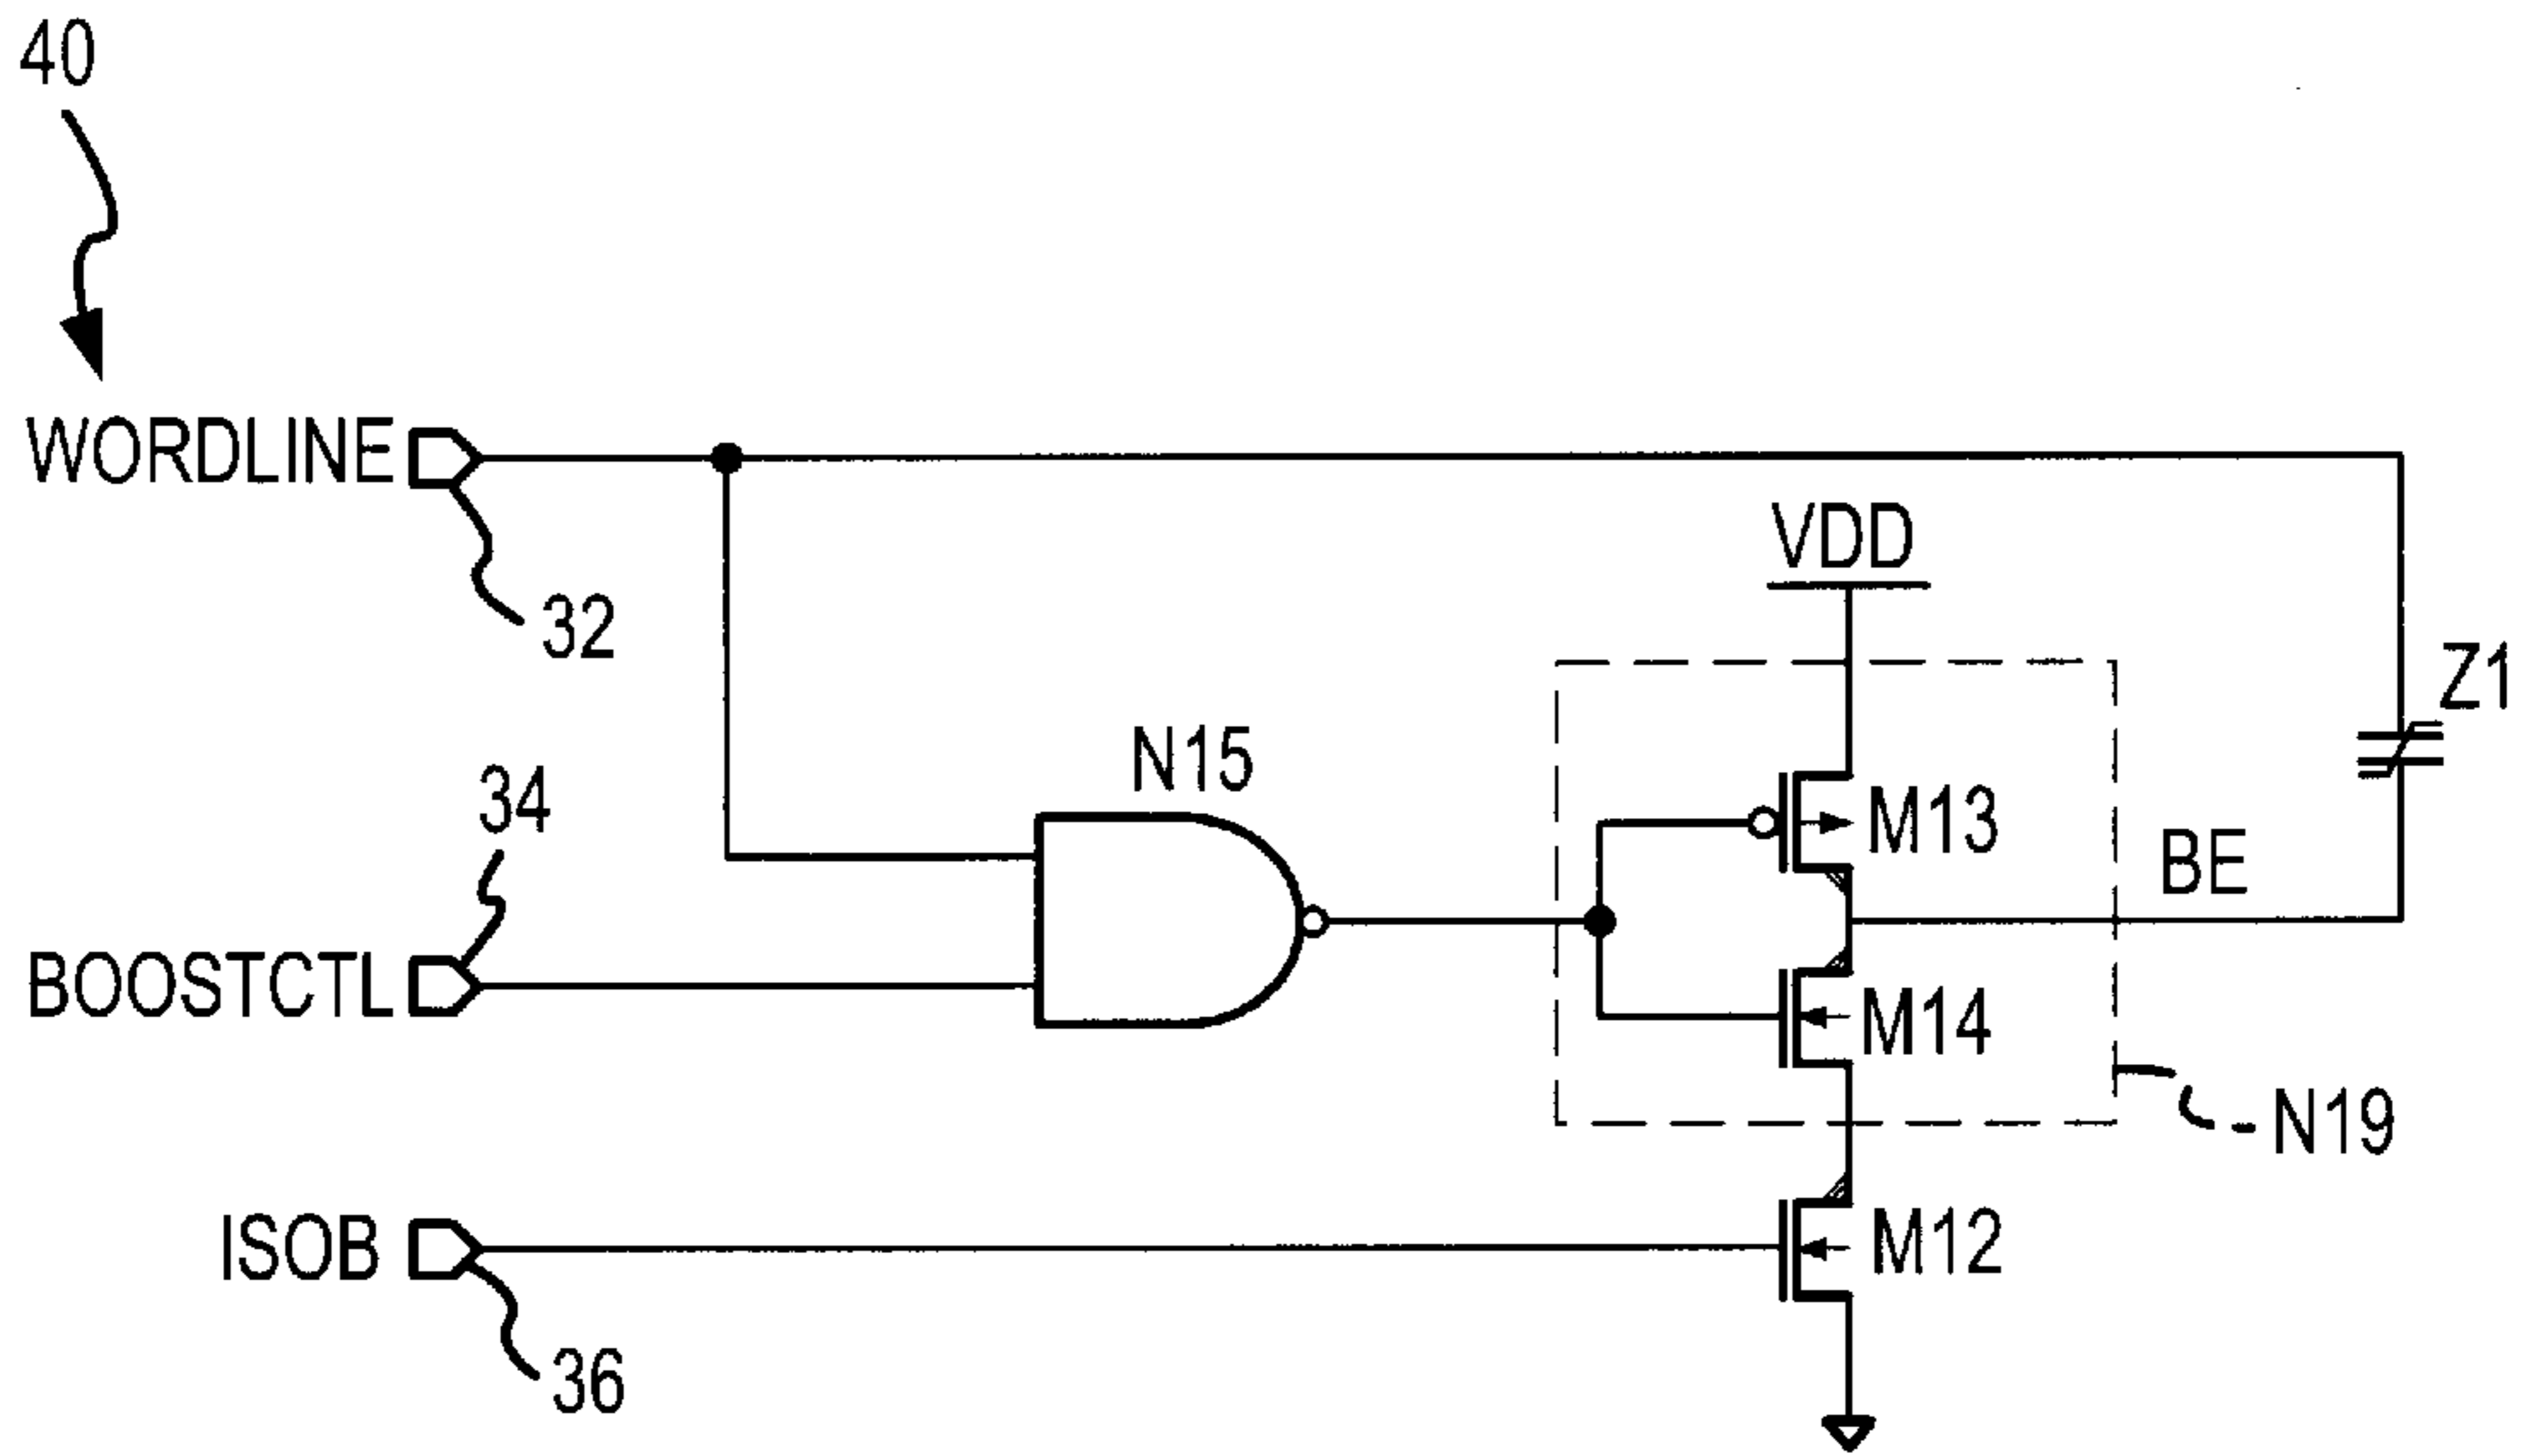 40
WORDLINE
32
VDD
Z1
N15
34
M13
BE
BOOSTCTL
M14
N19
ISOB
M12
36